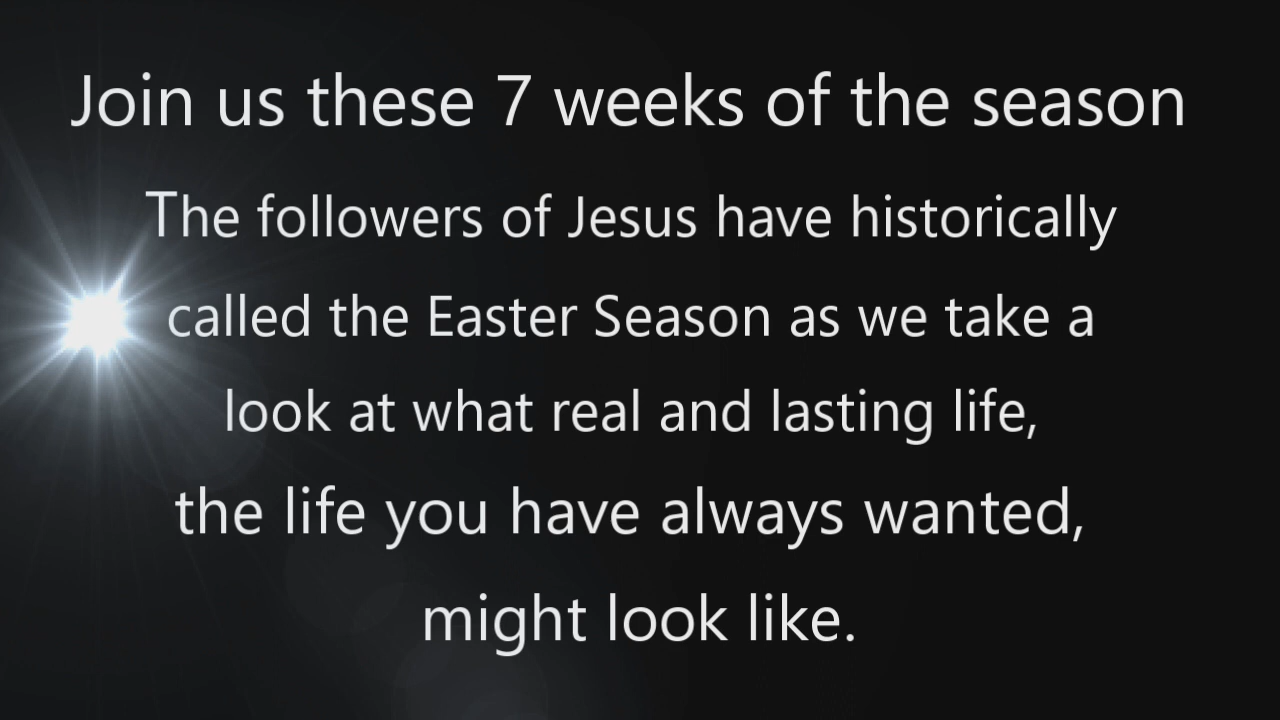 Join us these 7 weeks of the season
The followers of Jesus have historically
called the Easter Season as we take a
look at what real and lasting life,
the life you have always wanted,
might look like.